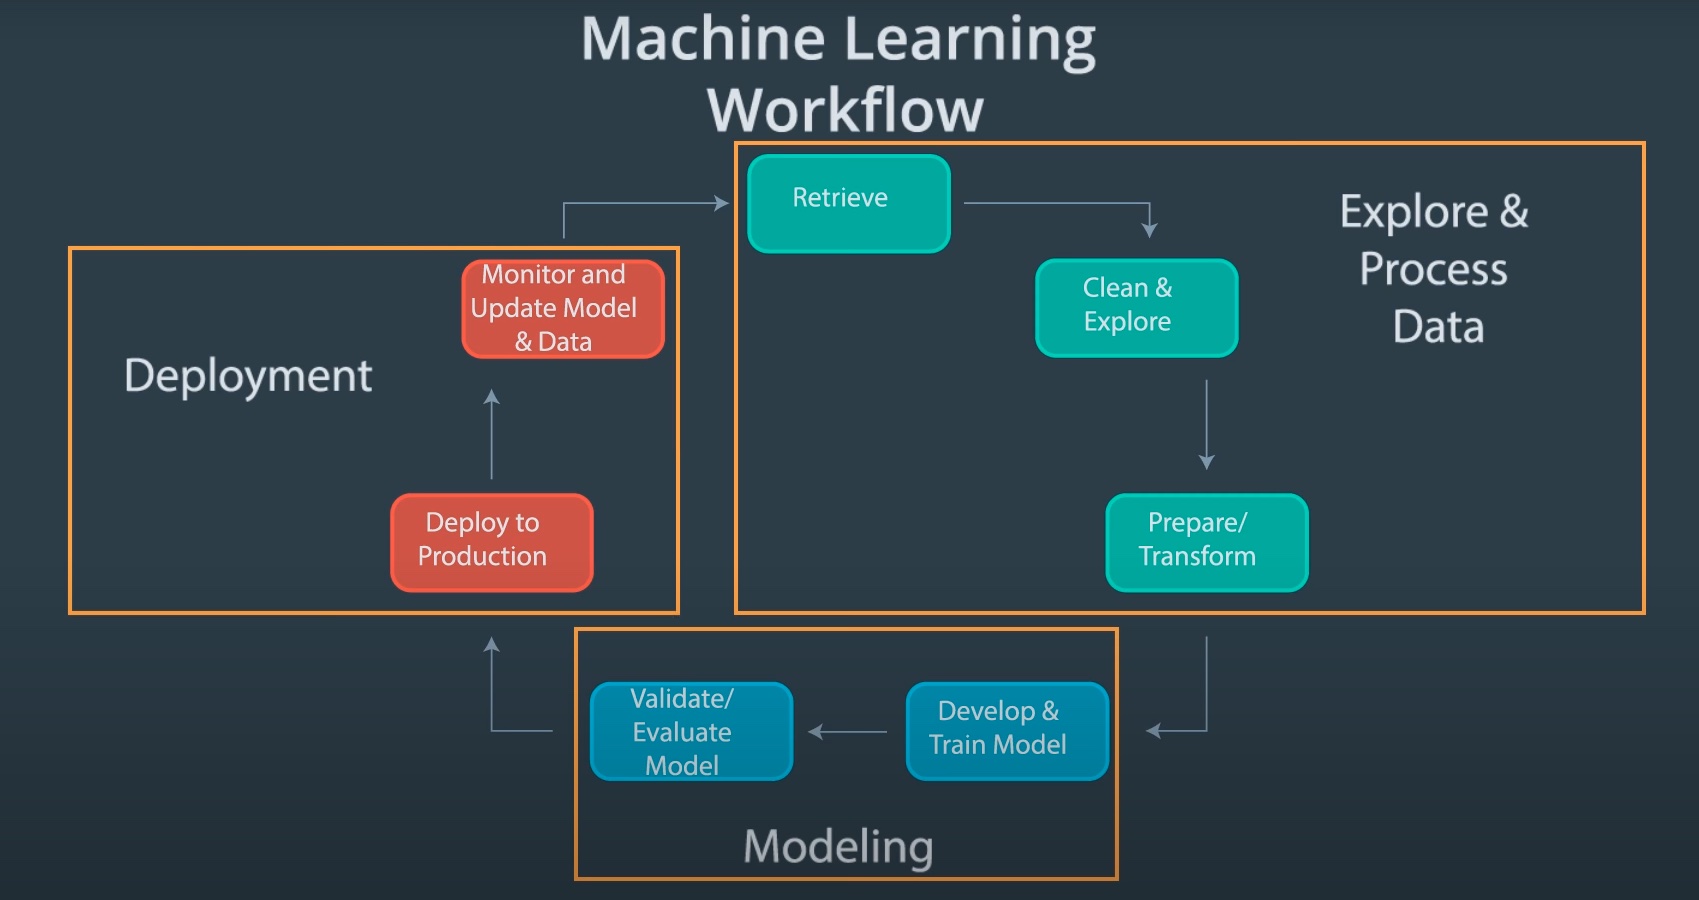 Machine Learning
Workflow
Retrieve
Explore &
Process
Data
Clean &
Explore
Prepare/
Transform
Develop &
Train Model
Validate/
Evaluate
Model
Modeling
Deploy to
Production
Monitor and
Update Model
& Data
Deployment